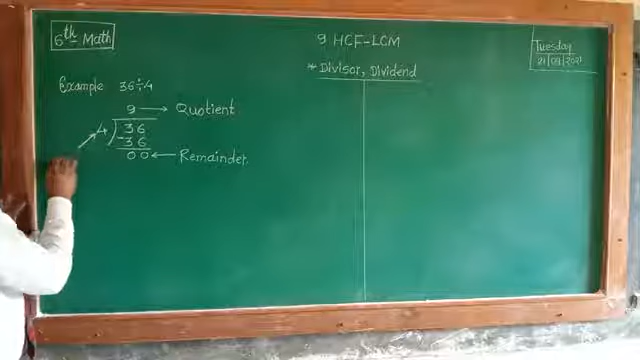 6th Math
9 HCF-LCM
Tuesday
21/09/2021
* Divisor, Dividend
Example 36÷4
9 → Quotient
4)36
-36
00 ← Remainder